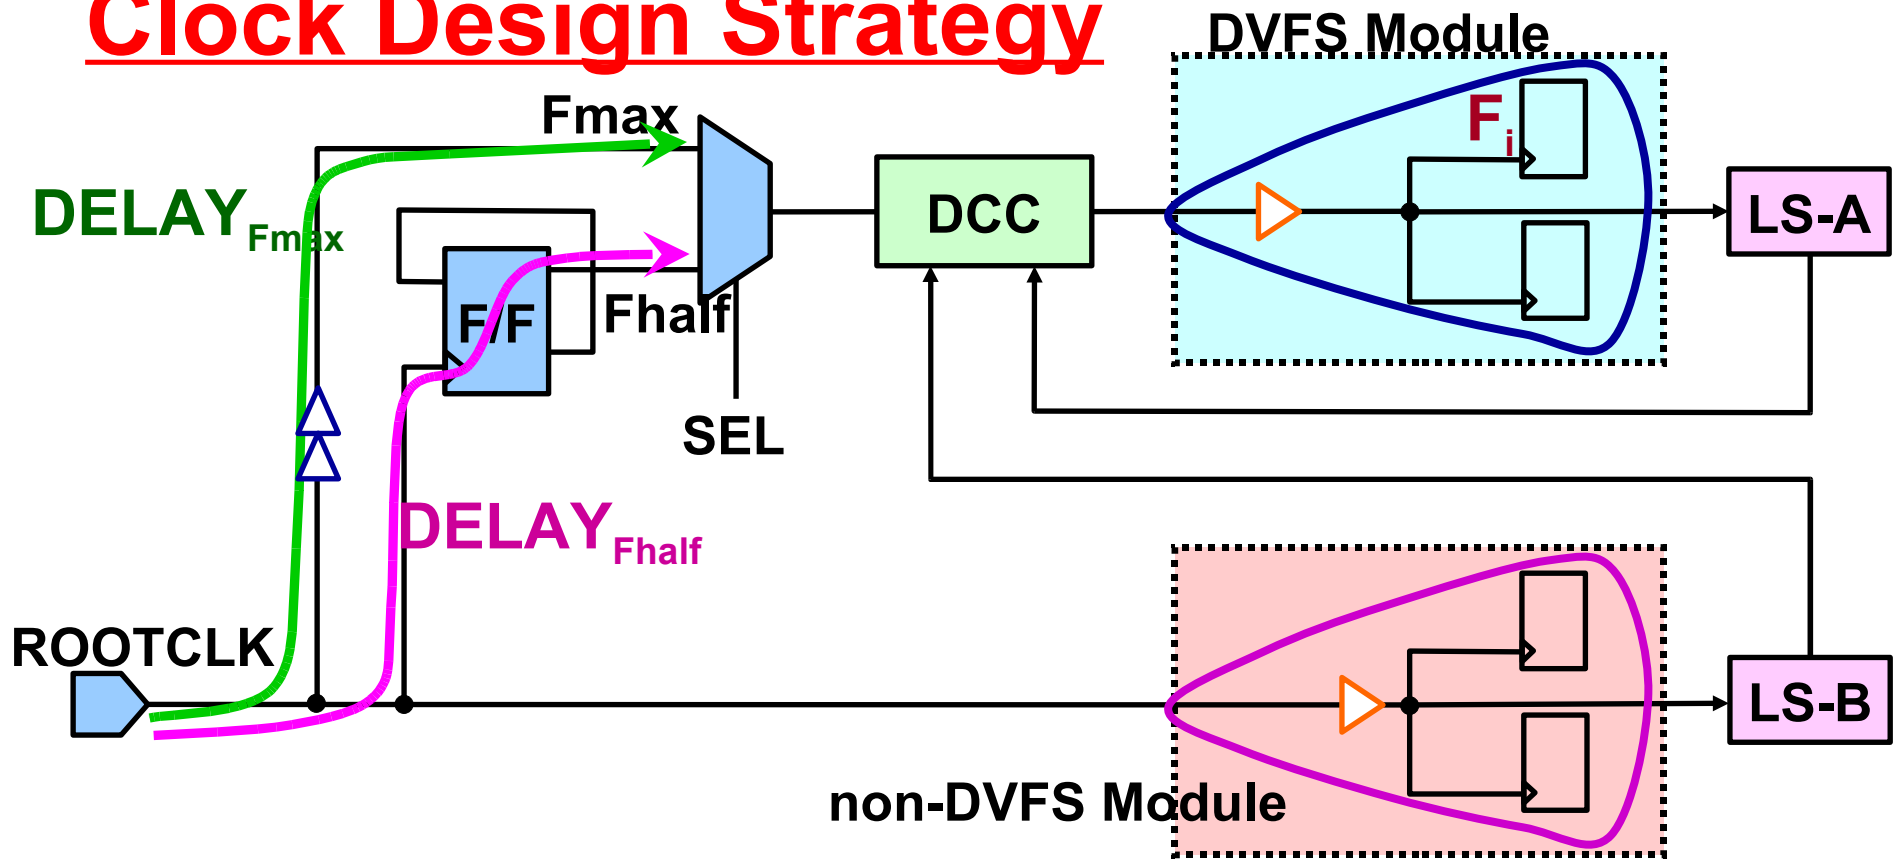 Clock Design Strategy
DVFS Module
Fmax
Fi
DELAYFmax
DCC
LS-A
F/F
Fhalf
SEL
DELAYFhalf
ROOTCLK
LS-B
non-DVFS Module